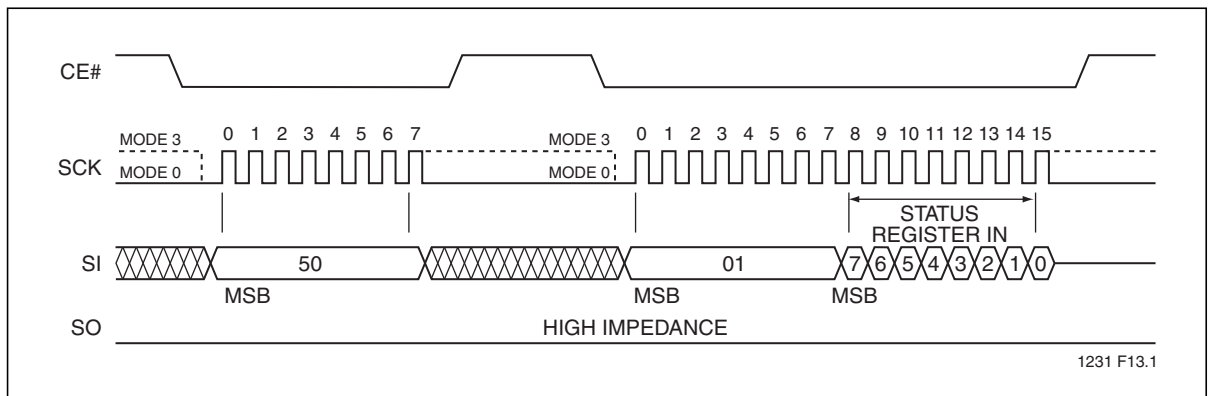 CE#
MODE 3
0 1 2 3 4 5 6 7
MODE 3
0 1 2 3 4 5 6 7 8 9 10 11 12 13 14 15
SCK
MODE 0
MODE 0
STATUS
REGISTER IN
SI
50
01
7 6 5 4 3 2 1 0
MSB
MSB
MSB
SO
HIGH IMPEDANCE
1231 F13.1